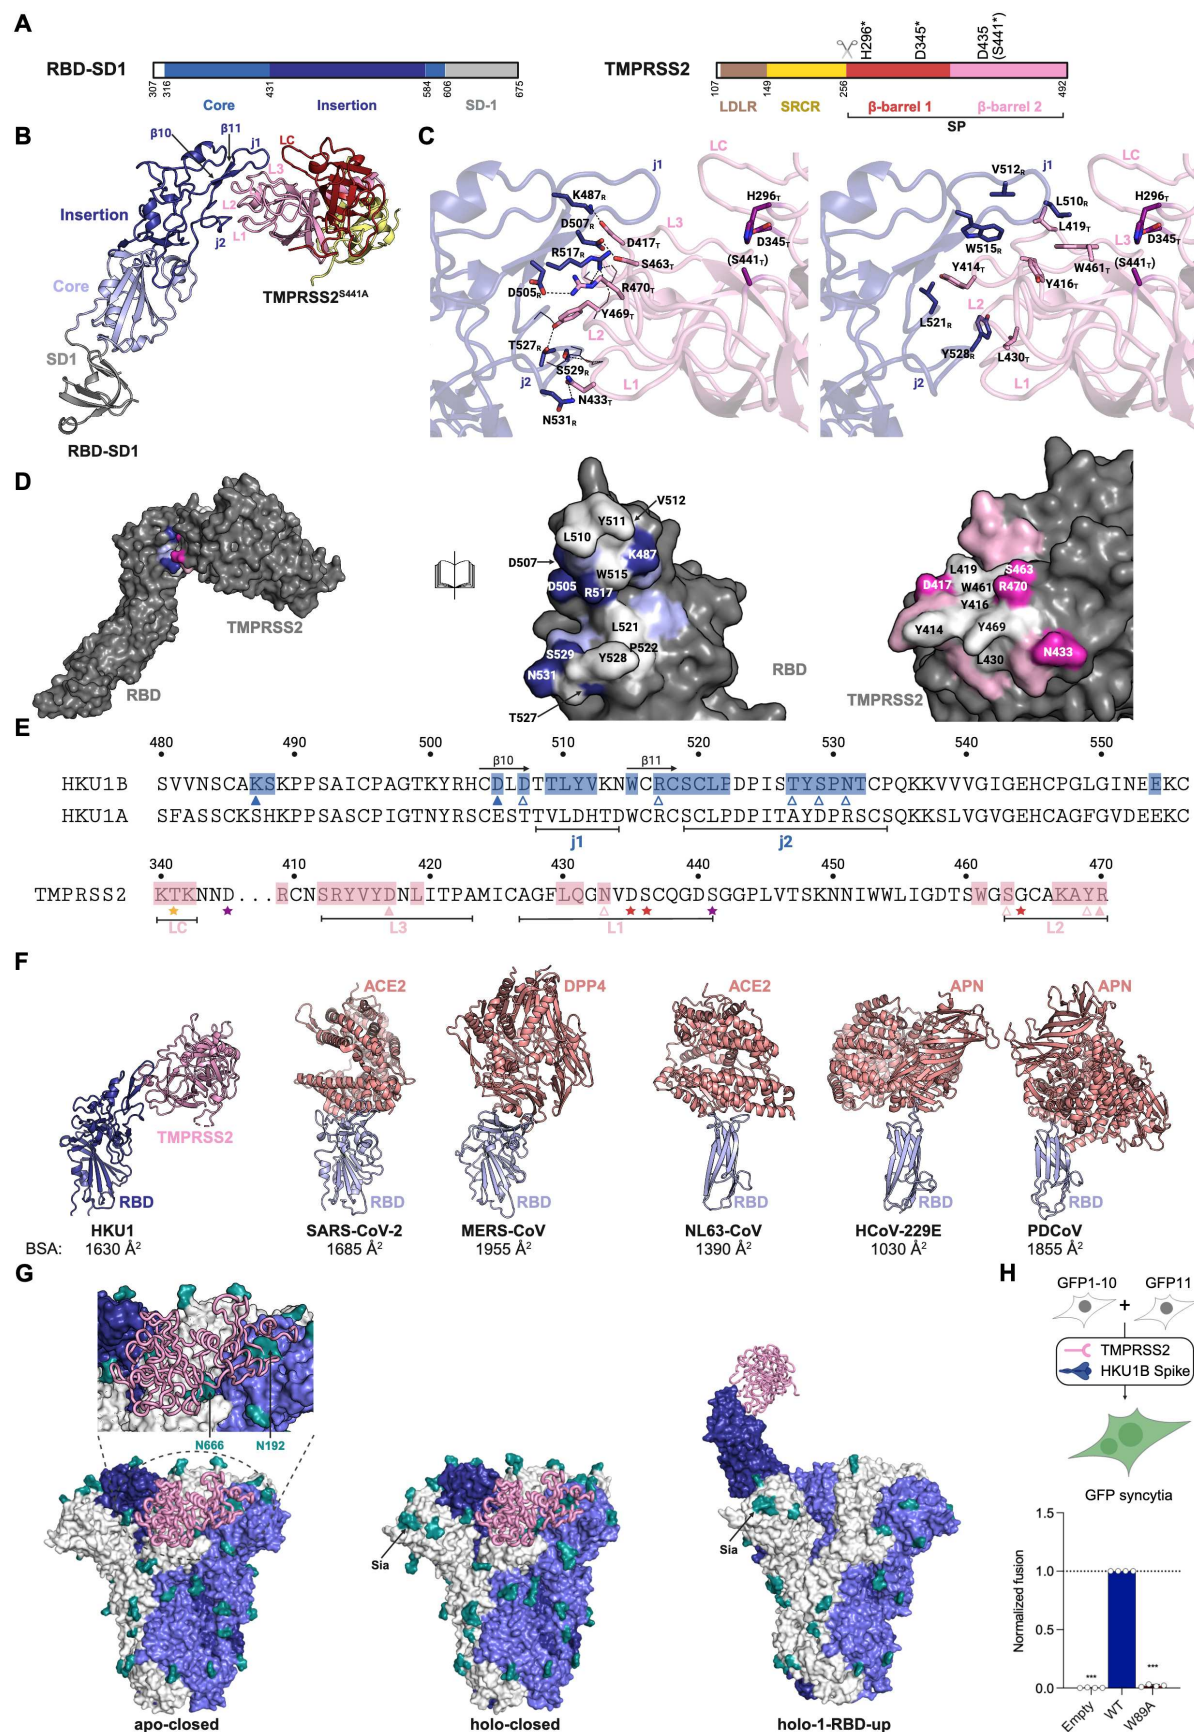 A
RBD-SD1
307
316
431
584
606
675
Core
Insertion
SD-1
TMPRSS2
H296*
D345*
D435
(S441*)
107
149
256
492
LDLR
SRCR
β-barrel 1
β-barrel 2
SP
B
β10
β11
j1
LC
L3
L2
L1
j2
Insertion
Core
SD1
TMPRSS2S441A
RBD-SD1
C
LC
j1
K487R
H296T
D507R
D417T
L3
R517R
D345T
S463T
(S441T)
D505R
R470T
Y469T
L2
T527R
S529R
j2
L1
N433T
N531R
LC
V512R
j1
L510R
H296T
L419T
L3
D345T
W515R
W461T
(S441T)
Y414T
Y416T
L2
L521R
Y528R
L430T
j2
L1
D
TMPRSS2
RBD
V512
Y511
L510
D507
K487
W515
D505
R517
L521
S529
P522
Y528
N531
T527
RBD
L419
S463
D417
W461
R470
Y416
Y414
Y469
L430
N433
TMPRSS2
E
480 490 500 510 520 530 540 550
β10 β11
HKU1B SVVNSCAKSKPPSAICPAGTKYRHCDLDTTLYVKNWCRCSCLPDPISTYSPNTCPQKKVVVGIGEHCPGLGINEEKC
HKU1A SFASSCKSHKPPSASCPIGTNYRSCESTTVLDHTDWCRCSCLPDPITAYDPRSCSQKKSLVGVGEHCAGFGVDEEKC
j1 j2
340 410 420 430 440 450 460 470
TMPRSS2 KTKNND...RCNSRYVYDNLITPAMICAGFLQGNVDSCQGDSGGPLVTSKNNIWWLIGDTSWGSGCAKAYR
LC L3 L1 L2
F
ACE2
DPP4
ACE2
APN
APN
TMPRSS2
RBD
RBD
RBD
RBD
RBD
RBD
HKU1
SARS-CoV-2
MERS-CoV
NL63-CoV
HCoV-229E
PDCoV
BSA: 1630 Å2 1685 Å2 1955 Å2 1390 Å2 1030 Å2 1855 Å2
G
N666
N192
Sia
Sia
apo-closed
holo-closed
holo-1-RBD-up
H
GFP1-10
GFP11
+
TMPRSS2
HKU1B Spike
GFP syncytia
Normalized fusion
1.5
1.0
0.5
0.0
***
***
Empty
WT
W89A